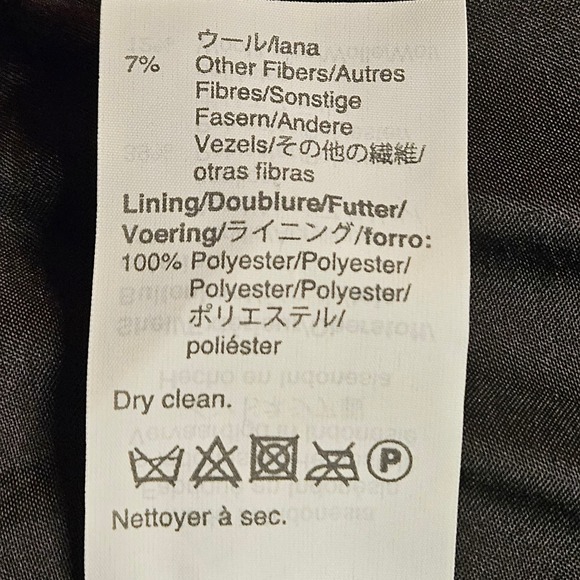 ウール/lana
7% Other Fibers/Autres
Fibres/Sonstige
Fasern/Andere
Vezels/その他の繊維/
otras fibras
Lining/Doublure/Futter/
Voering/ライニング/forro:
100% Polyester/Polyester/
Polyester/Polyester/
ポリエステル/
poliéster
Dry clean.
P
Nettoyer à sec.